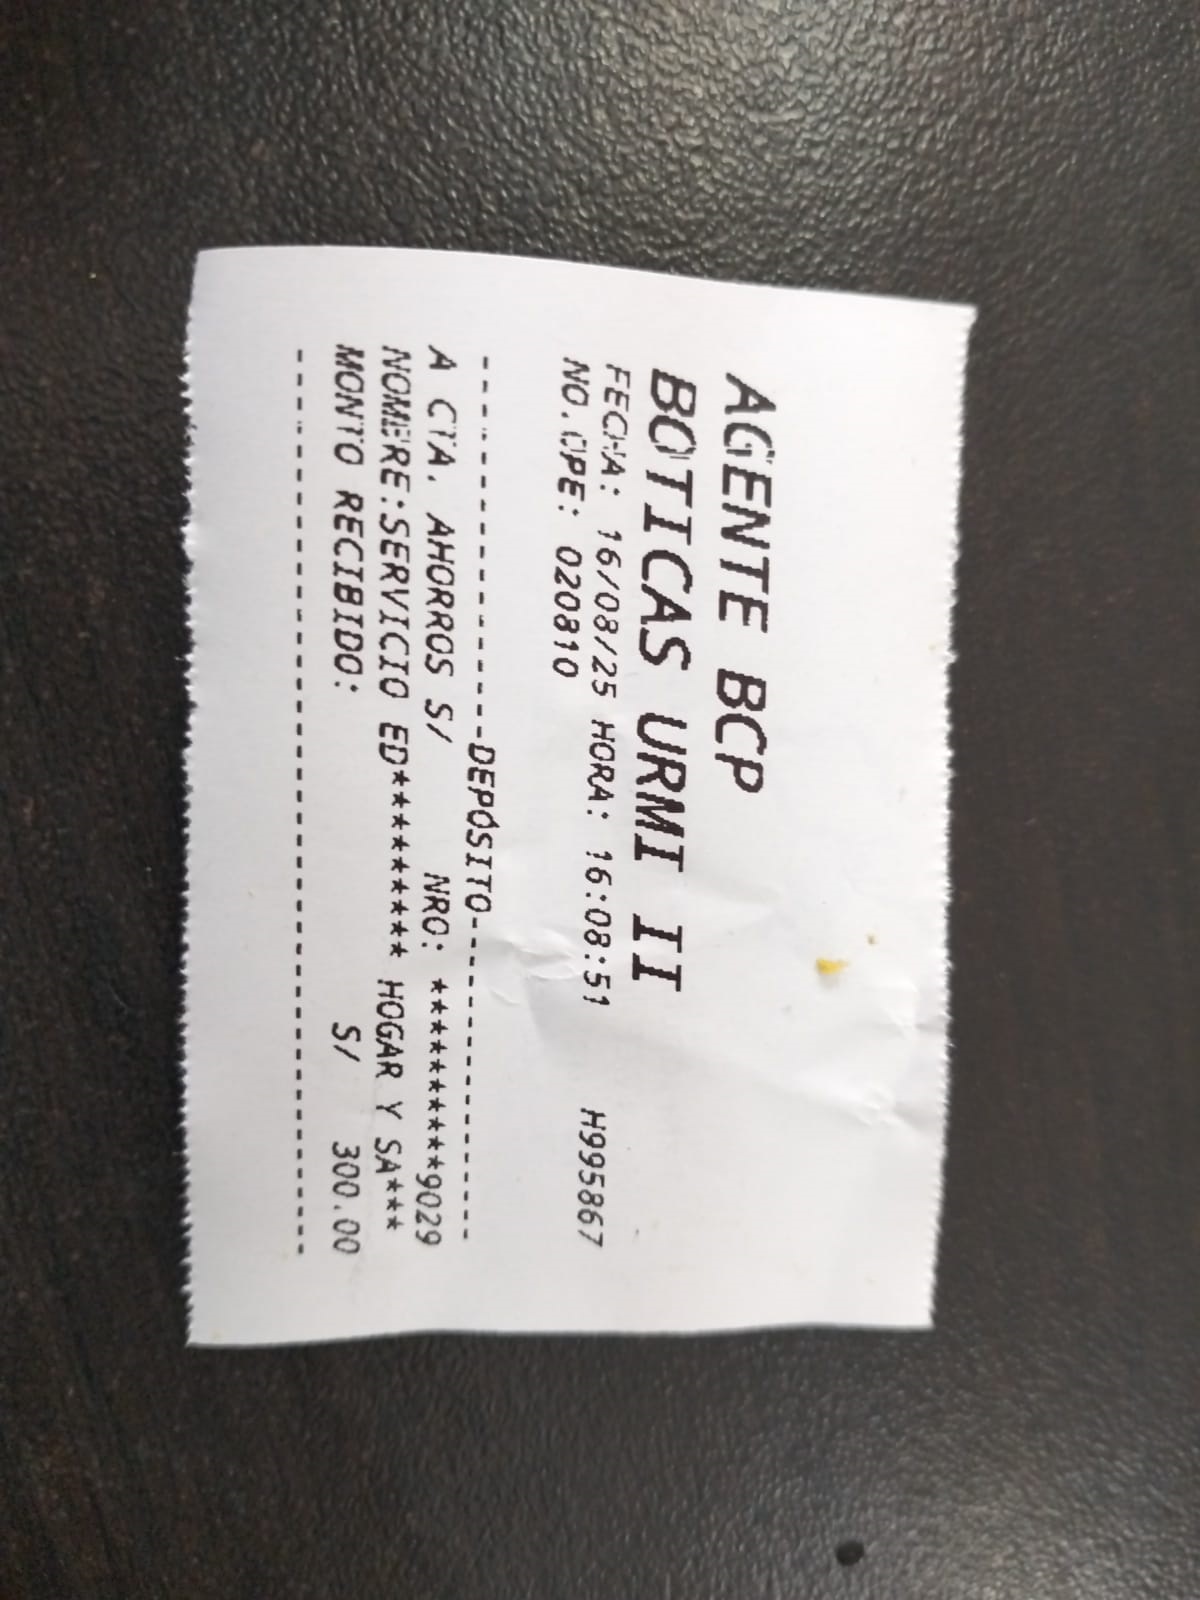 AGENTE BCP
BOTICAS URMI II
FECHA: 16/08/25 HORA: 16:08:51 H995867
NO.OPE: 020810
--------------------DEPOSITO--------------------
A CTA. AHORROS S/ NRO: **********9029
NOMBRE:SERVICIO ED********** HOGAR Y SA***
MONTO RECIBIDO: S/ 300.00
------------------------------------------------